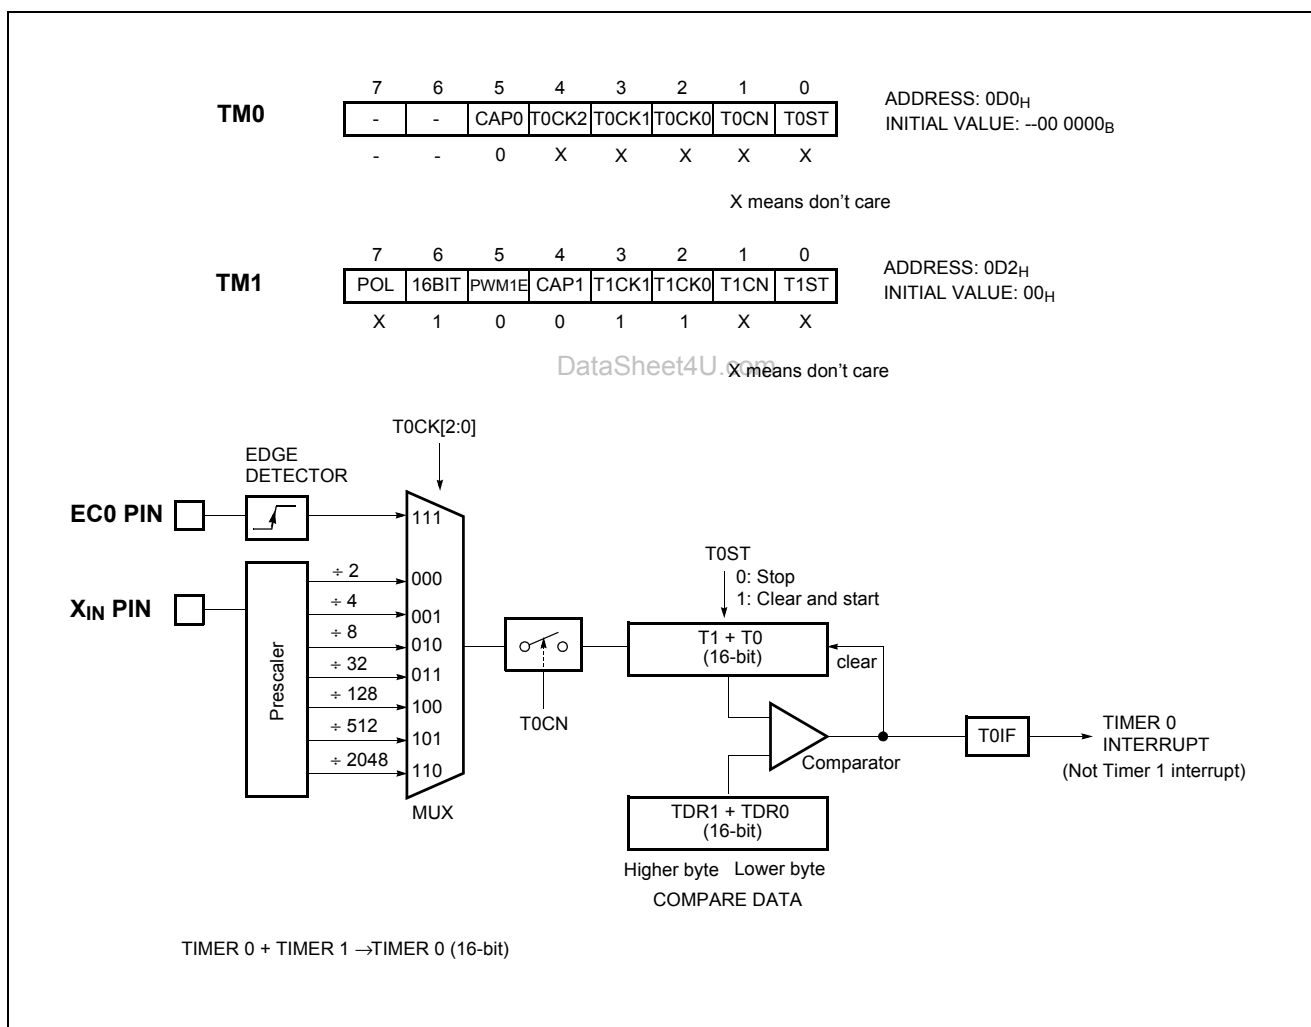 7 6 5 4 3 2 1 0
TM0
- - CAP0 T0CK2 T0CK1 T0CK0 T0CN T0ST
- - 0 X X X X X
ADDRESS: 0D0H
INITIAL VALUE: --00 0000B
X means don't care
7 6 5 4 3 2 1 0
TM1
POL 16BIT PWM1E CAP1 T1CK1 T1CK0 T1CN T1ST
X 1 0 0 1 1 X X
ADDRESS: 0D2H
INITIAL VALUE: 00H
DataSheet4U.com
X means don't care
T0CK[2:0]
EDGE
DETECTOR
EC0 PIN
111
XIN PIN
Prescaler
÷ 2
000
÷ 4
001
÷ 8
010
÷ 32
011
÷ 128
100
÷ 512
101
÷ 2048
110
MUX
T0CN
T0ST
0: Stop
1: Clear and start
T1 + T0
(16-bit)
clear
Comparator
T0IF
TIMER 0
INTERRUPT
(Not Timer 1 interrupt)
TDR1 + TDR0
(16-bit)
Higher byte Lower byte
COMPARE DATA
TIMER 0 + TIMER 1 →TIMER 0 (16-bit)